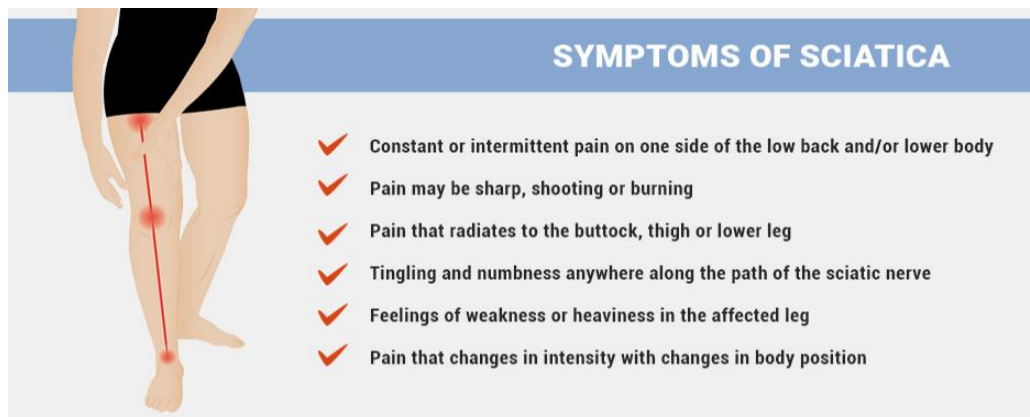 SYMPTOMS OF SCIATICA
Constant or intermittent pain on one side of the low back and/or lower body
Pain may be sharp, shooting or burning
Pain that radiates to the buttock, thigh or lower leg
Tingling and numbness anywhere along the path of the sciatic nerve
Feelings of weakness or heaviness in the affected leg
Pain that changes in intensity with changes in body position